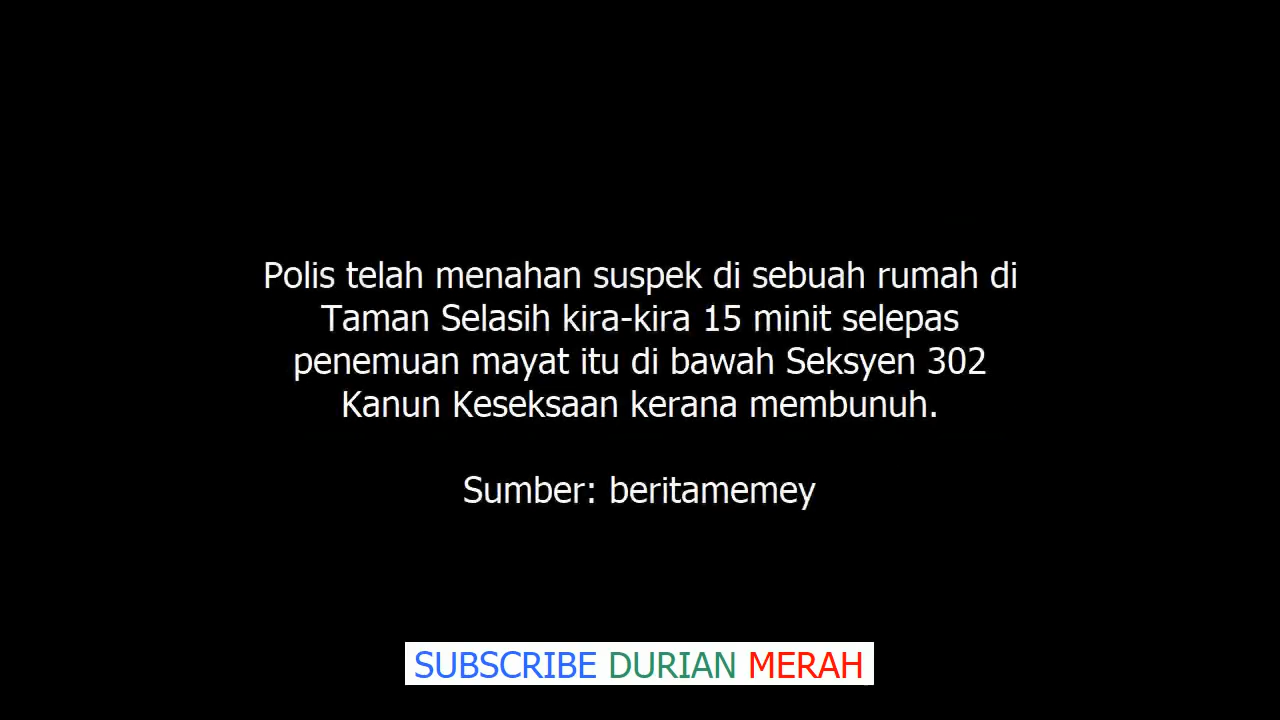 Polis telah menahan suspek di sebuah rumah di
Taman Selasih kira-kira 15 minit selepas
penemuan mayat itu di bawah Seksyen 302
Kanun Keseksaan kerana membunuh.
Sumber: beritamemey
SUBSCRIBE DURIAN MERAH